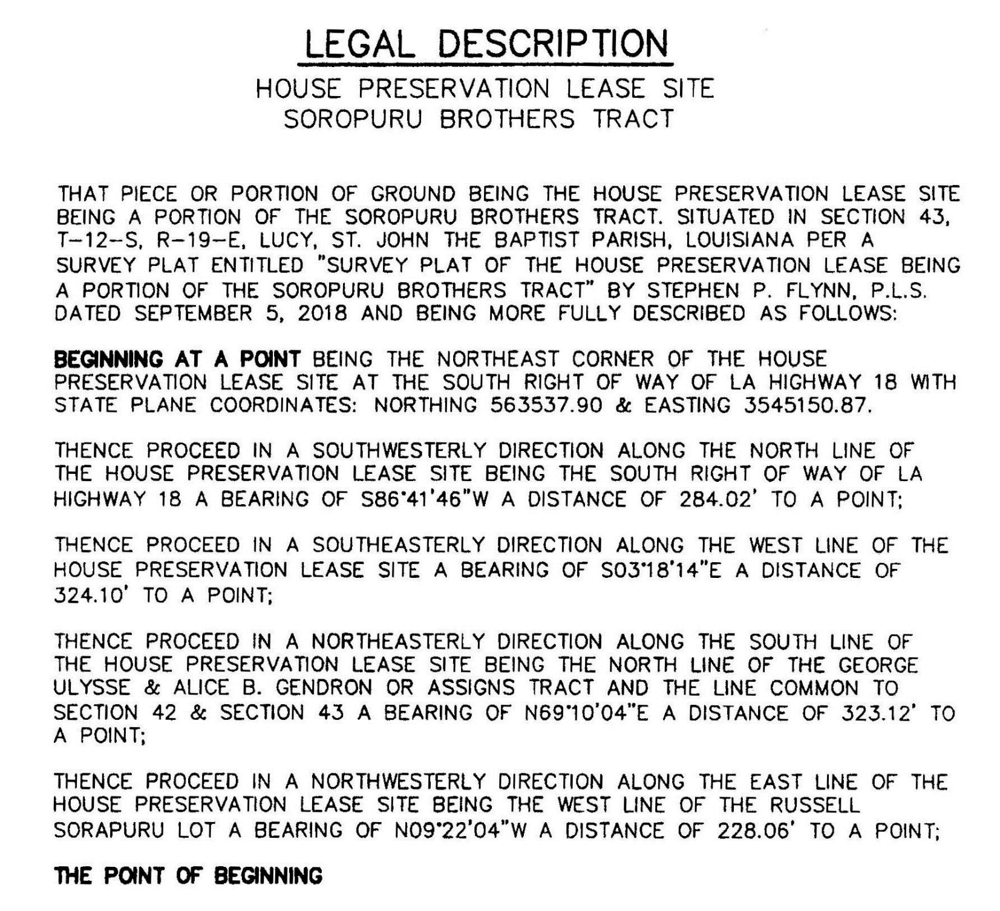 LEGAL DESCRIPTION
HOUSE PRESERVATION LEASE SITE
SOROPURU BROTHERS TRACT
THAT PIECE OR PORTION OF GROUND BEING THE HOUSE PRESERVATION LEASE SITE
BEING A PORTION OF THE SOROPURU BROTHERS TRACT. SITUATED IN SECTION 43,
T-12-S, R-19-E, LUCY, ST. JOHN THE BAPTIST PARISH, LOUISIANA PER A
SURVEY PLAT ENTITLED "SURVEY PLAT OF THE HOUSE PRESERVATION LEASE BEING
A PORTION OF THE SOROPURU BROTHERS TRACT" BY STEPHEN P. FLYNN, P.L.S.
DATED SEPTEMBER 5, 2018 AND BEING MORE FULLY DESCRIBED AS FOLLOWS:
BEGINNING AT A POINT BEING THE NORTHEAST CORNER OF THE HOUSE
PRESERVATION LEASE SITE AT THE SOUTH RIGHT OF WAY OF LA HIGHWAY 18 WITH
STATE PLANE COORDINATES: NORTHING 563537.90 & EASTING 3545150.87.
THENCE PROCEED IN A SOUTHWESTERLY DIRECTION ALONG THE NORTH LINE OF
THE HOUSE PRESERVATION LEASE SITE BEING THE SOUTH RIGHT OF WAY OF LA
HIGHWAY 18 A BEARING OF S86°41'46"W A DISTANCE OF 284.02' TO A POINT;
THENCE PROCEED IN A SOUTHEASTERLY DIRECTION ALONG THE WEST LINE OF THE
HOUSE PRESERVATION LEASE SITE A BEARING OF S03°18'14"E A DISTANCE OF
324.10' TO A POINT;
THENCE PROCEED IN A NORTHEASTERLY DIRECTION ALONG THE SOUTH LINE OF
THE HOUSE PRESERVATION LEASE SITE BEING THE NORTH LINE OF THE GEORGE
ULYSSE & ALICE B. GENDRON OR ASSIGNS TRACT AND THE LINE COMMON TO
SECTION 42 & SECTION 43 A BEARING OF N69°10'04"E A DISTANCE OF 323.12' TO
A POINT;
THENCE PROCEED IN A NORTHWESTERLY DIRECTION ALONG THE EAST LINE OF THE
HOUSE PRESERVATION LEASE SITE BEING THE WEST LINE OF THE RUSSELL
SORAPURU LOT A BEARING OF N09°22'04"W A DISTANCE OF 228.06' TO A POINT;
THE POINT OF BEGINNING